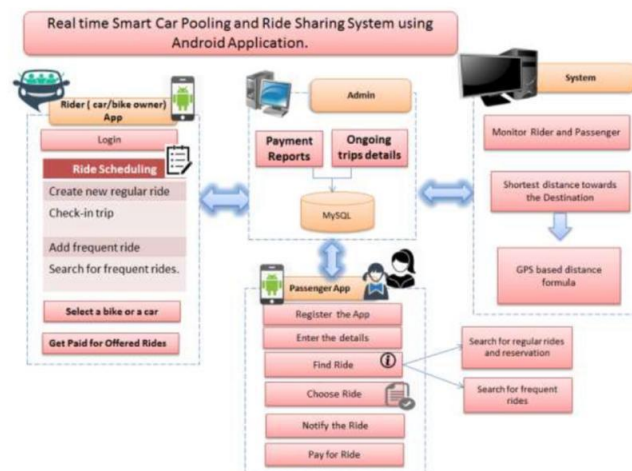 Real time Smart Car Pooling and Ride Sharing System using
Android Application.
Rider ( car/bike owner)
App
Login
Ride Scheduling
Create new regular ride
Check-in trip
Add frequent ride
Search for frequent rides.
Select a bike or a car
Get Paid for Offered Rides
Admin
Payment
Reports
Ongoing
trips details
MySQL
System
Monitor Rider and Passenger
Shortest distance towards
the Destination
GPS based distance
formula
Passenger App
Register the App
Enter the details
Find Ride
Choose Ride
Notify the Ride
Pay for Ride
Search for regular rides
and reservation
Search for frequent
rides